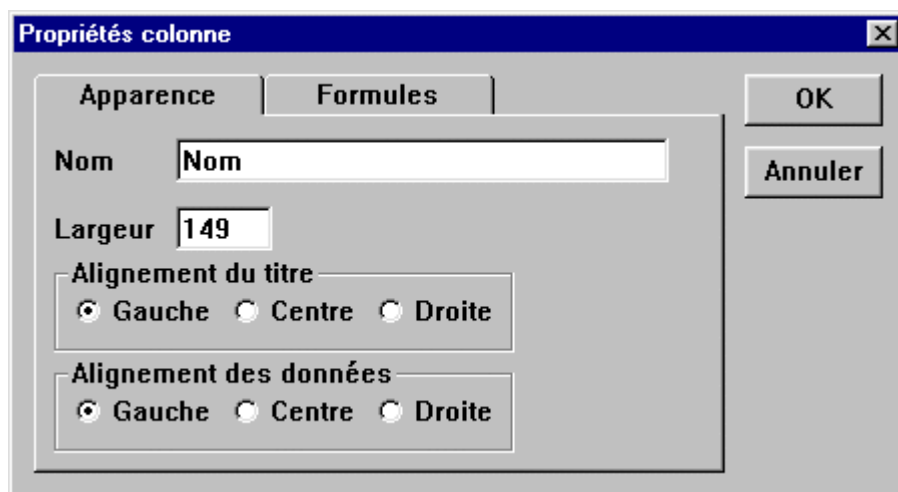 Propriétés colonne
Apparence Formules
OK
Nom Nom
Annuler
Largeur 149
Alignement du titre
Gauche Centre Droite
Alignement des données
Gauche Centre Droite